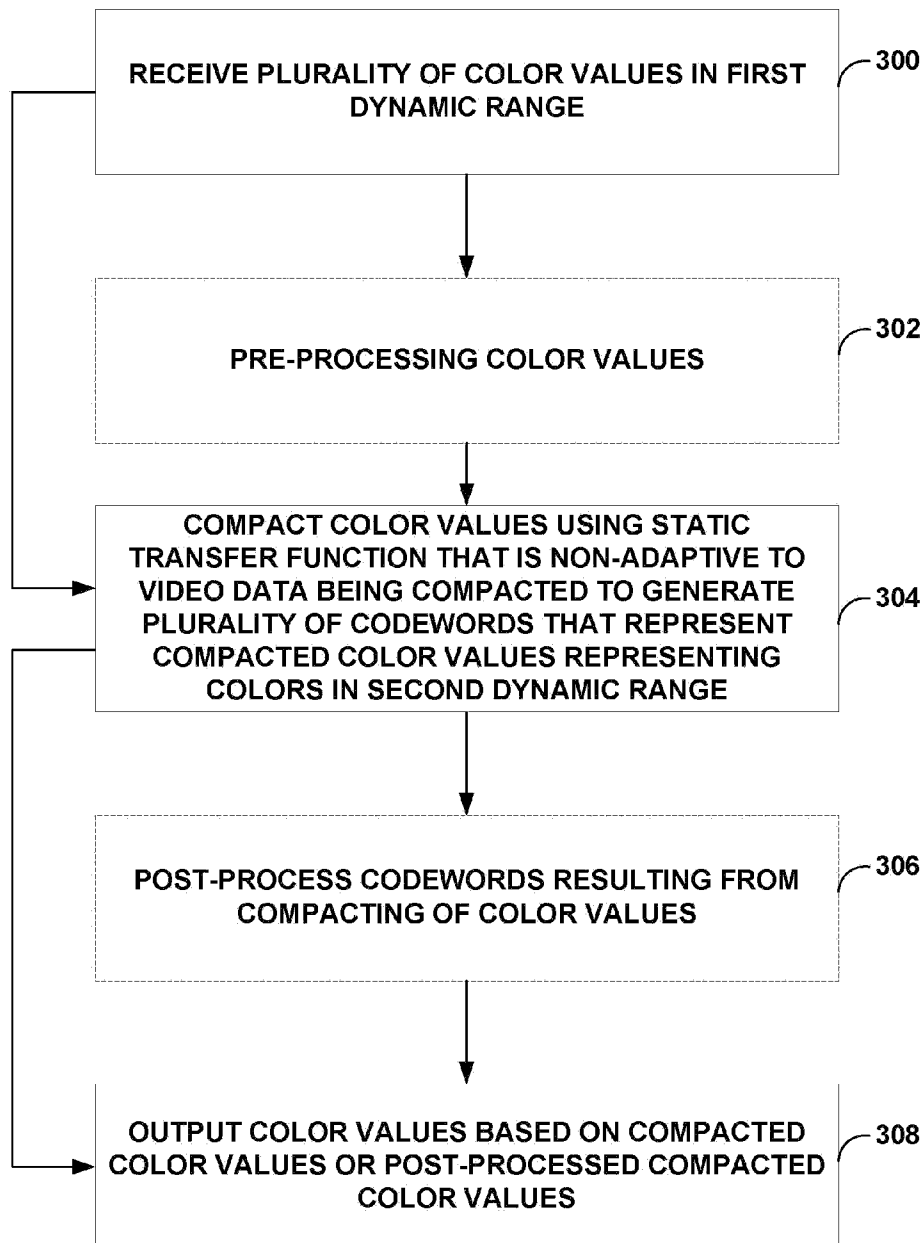 RECEIVE PLURALITY OF COLOR VALUES IN FIRST
DYNAMIC RANGE
300
PRE-PROCESSING COLOR VALUES
302
COMPACT COLOR VALUES USING STATIC
TRANSFER FUNCTION THAT IS NON-ADAPTIVE TO
VIDEO DATA BEING COMPACTED TO GENERATE
PLURALITY OF CODEWORDS THAT REPRESENT
COMPACTED COLOR VALUES REPRESENTING
COLORS IN SECOND DYNAMIC RANGE
304
POST-PROCESS CODEWORDS RESULTING FROM
COMPACTING OF COLOR VALUES
306
OUTPUT COLOR VALUES BASED ON COMPACTED
COLOR VALUES OR POST-PROCESSED COMPACTED
COLOR VALUES
308